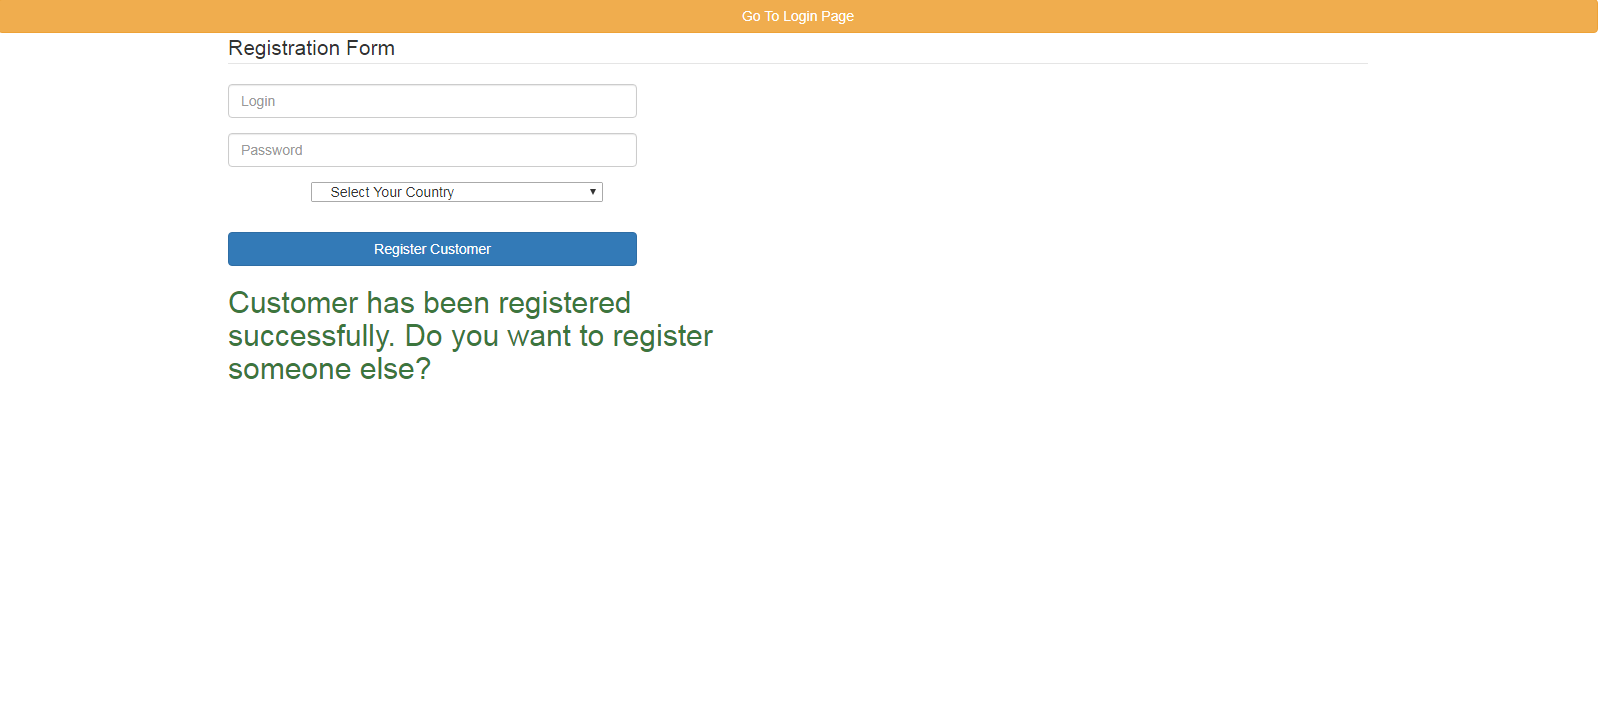 Go To Login Page
Registration Form
Login
Password
Select Your Country
Register Customer
Customer has been registered
successfully. Do you want to register
someone else?